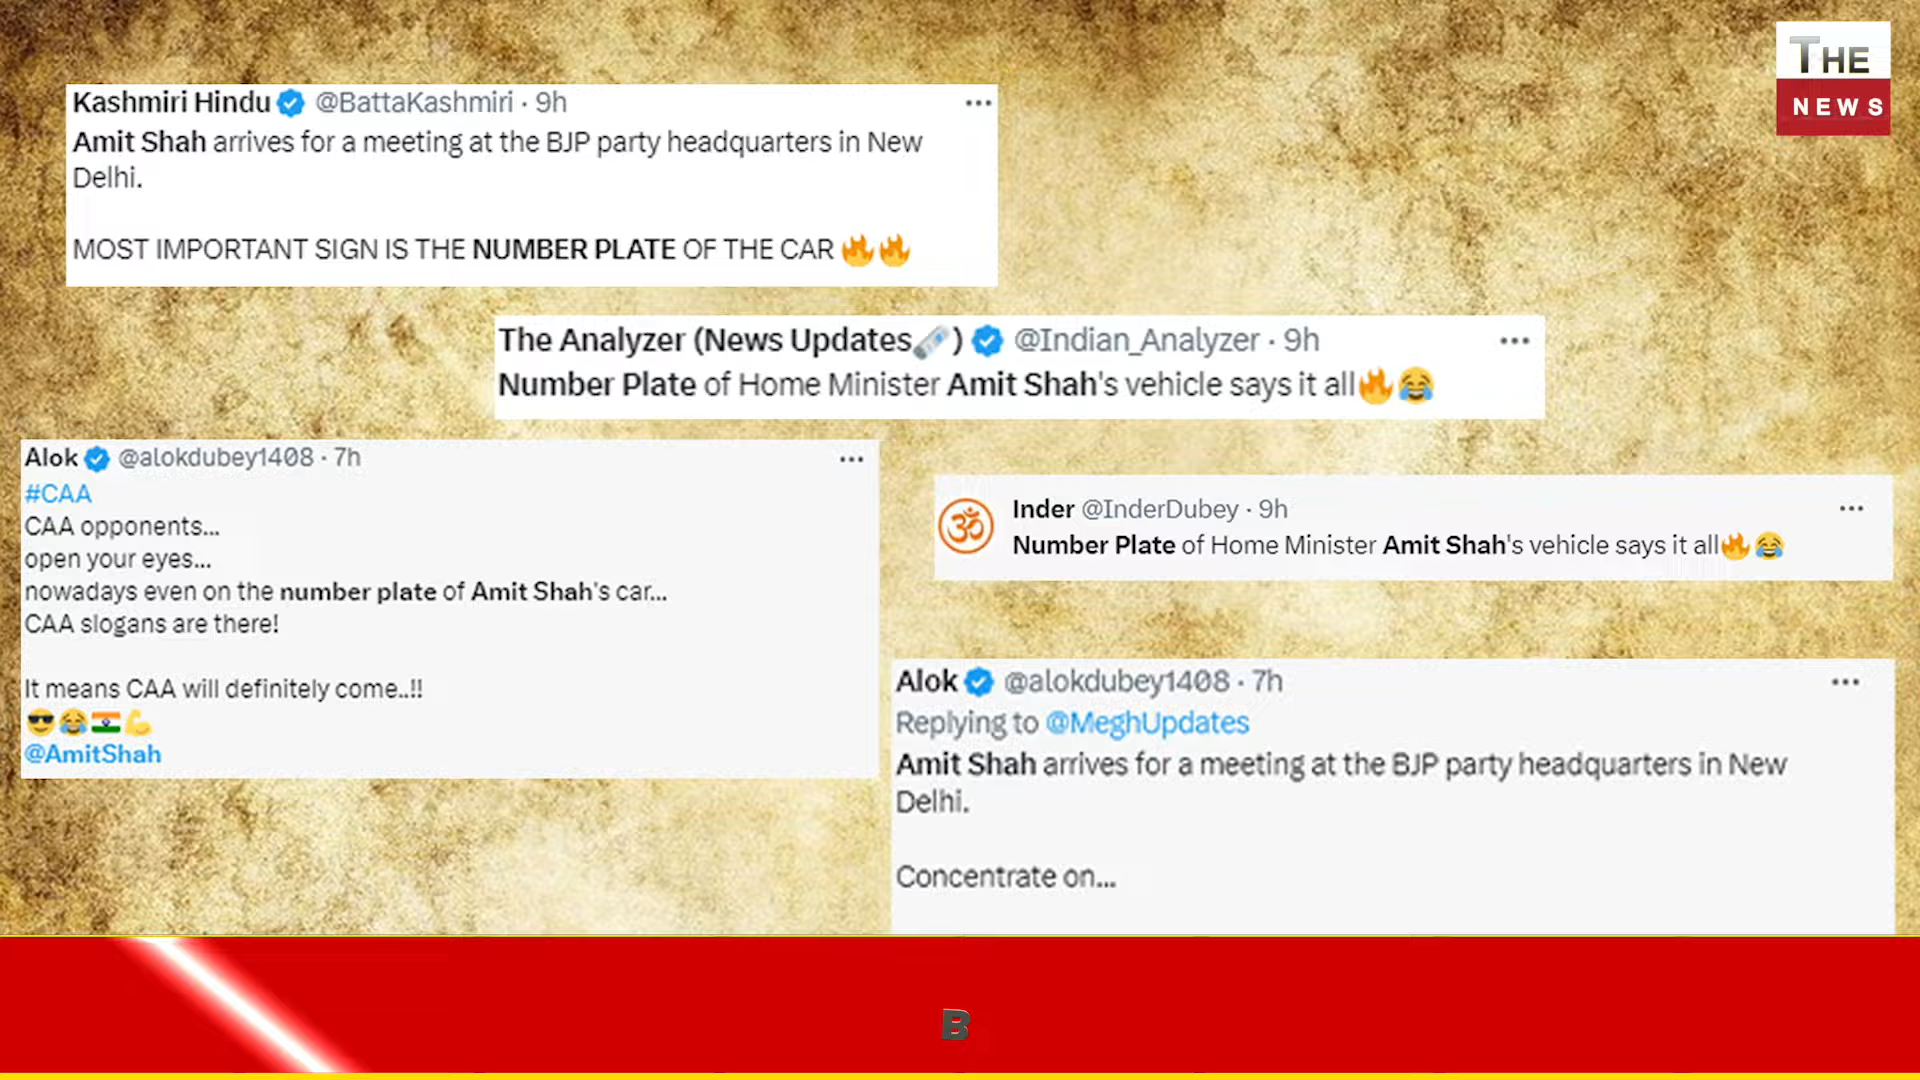 THE
NEWS
Kashmiri Hindu @BattaKashmiri · 9h
Amit Shah arrives for a meeting at the BJP party headquarters in New
Delhi.
MOST IMPORTANT SIGN IS THE NUMBER PLATE OF THE CAR🔥🔥
The Analyzer (News Updates🗞️) @Indian_Analyzer · 9h
Number Plate of Home Minister Amit Shah's vehicle says it all🔥😂
Alok @alokdubey1408 · 7h
#CAA
CAA opponents...
open your eyes...
nowadays even on the number plate of Amit Shah's car...
CAA slogans are there!
It means CAA will definitely come..!!
😎😂🇮🇳💪
@AmitShah
ॐ
Inder @InderDubey · 9h
Number Plate of Home Minister Amit Shah's vehicle says it all🔥😂
Alok @alokdubey1408 · 7h
Replying to @MeghUpdates
Amit Shah arrives for a meeting at the BJP party headquarters in New
Delhi.
Concentrate on...
B